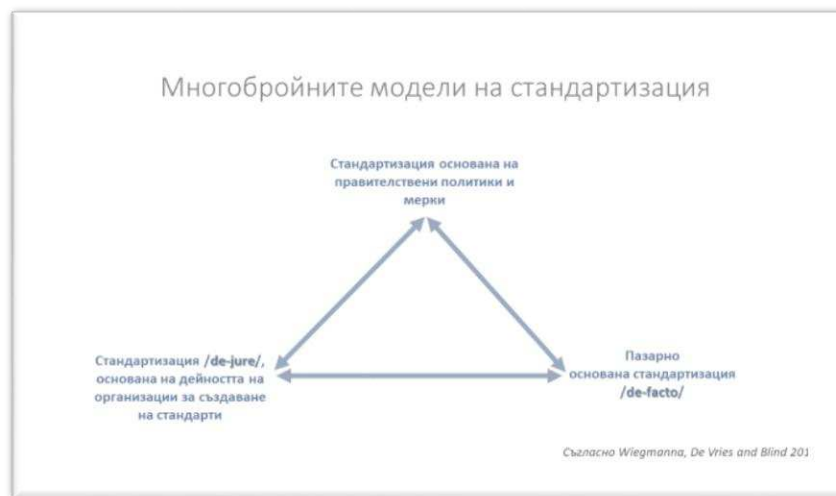 Многобройните модели на стандартизация
Стандартизация основана на
правителствени политики и
мерки
Стандартизация /de-jure/,
основана на дейността на
организации за създаване
на стандарти
Пазарно
основана стандартизация
/de-facto/
Съгласно Wiegmanna, De Vries and Blind 201